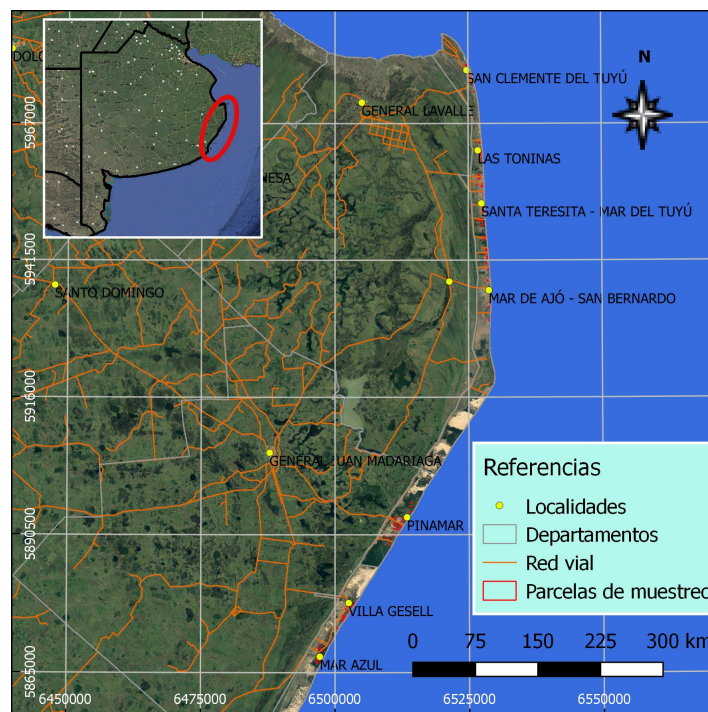 DOLO
N
SAN CLEMENTE DEL TUYÚ
GENERAL LAVALLE
5967000
LAS TONINAS
NESA
SANTA TERESITA - MAR DEL TUYÚ
5941500
SANTO DOMINGO
MAR DE AJÓ - SAN BERNARDO
5916000
GENERAL JUAN MADARIAGA
Referencias
Localidades
Departamentos
Red vial
Parcelas de muestreo
PINAMAR
5890500
VILLA GESELL
0 75 150 225 300 km
MAR AZUL
5865000
6450000 6475000 6500000 6525000 6550000